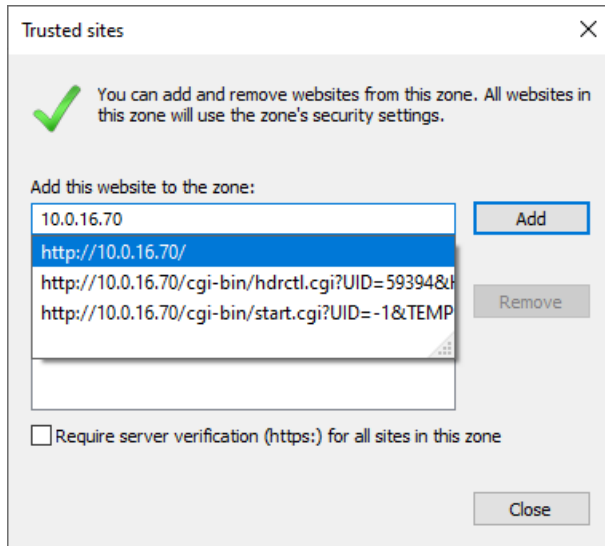 Trusted sites
You can add and remove websites from this zone. All websites in
this zone will use the zone's security settings.
Add this website to the zone:
10.0.16.70
Add
http://10.0.16.70/
http://10.0.16.70/cgi-bin/hdrctl.cgi?UID=59394&
http://10.0.16.70/cgi-bin/start.cgi?UID=-1&TEMP
Remove
Require server verification (https:) for all sites in this zone
Close